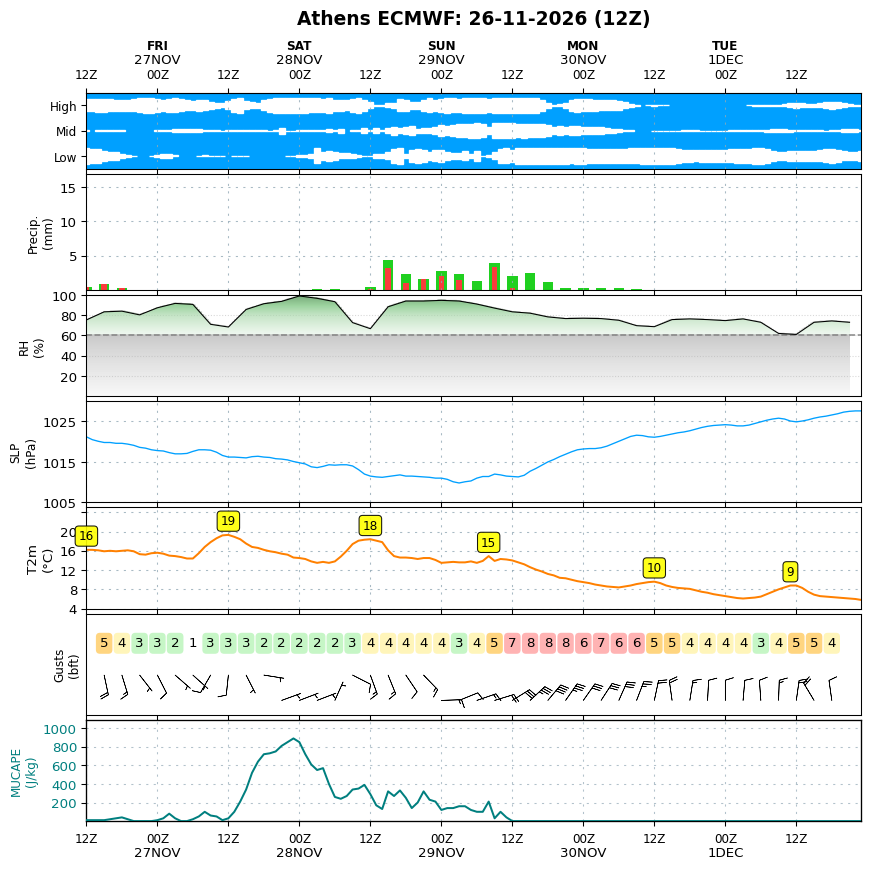 Athens ECMWF: 26-11-2026 (12Z)
FRI SAT SUN MON TUE
27NOV 28NOV 29NOV 30NOV 1DEC
12Z 00Z 12Z 00Z 12Z 00Z 12Z 00Z 12Z 00Z 12Z
High
Mid
Low
Precip.
(mm)
15
10
5
RH
(%)
100
80
60
40
20
SLP
(hPa)
1025
1015
1005
T2m
(°C)
20
16
12
8
4
16 19 18 15 10 9
Gusts
(bft)
5 4 3 3 2 1 3 3 3 2 2 2 2 2 3 4 4 4 4 4 3 4 5 7 8 8 8 6 7 6 6 5 5 4 4 4 4 3 4 5 5 4
MUCAPE
(J/kg)
1000
800
600
400
200
12Z 00Z 12Z 00Z 12Z 00Z 12Z 00Z 12Z 00Z 12Z
27NOV 28NOV 29NOV 30NOV 1DEC